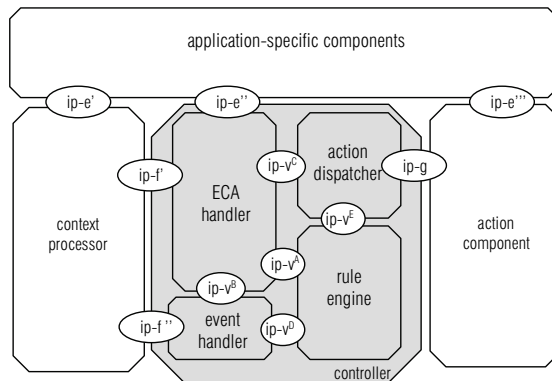 application-specific components
ip-e'
ip-e''
ip-e'''
ip-f'
ECA
handler
ip-vᶜ
action
dispatcher
ip-g
context
processor
ip-vᴱ
action
component
ip-vᴬ
rule
engine
ip-vᴮ
ip-f''
event
handler
ip-vᴰ
controller